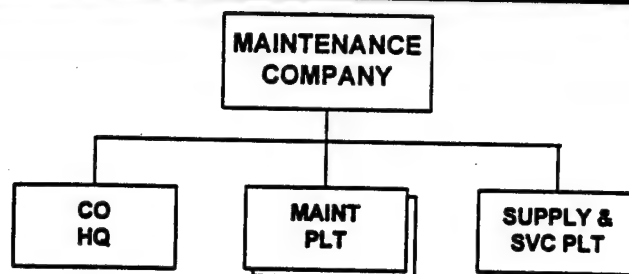 MAINTENANCE
COMPANY
CO
HQ
MAINT
PLT
SUPPLY &
SVC PLT